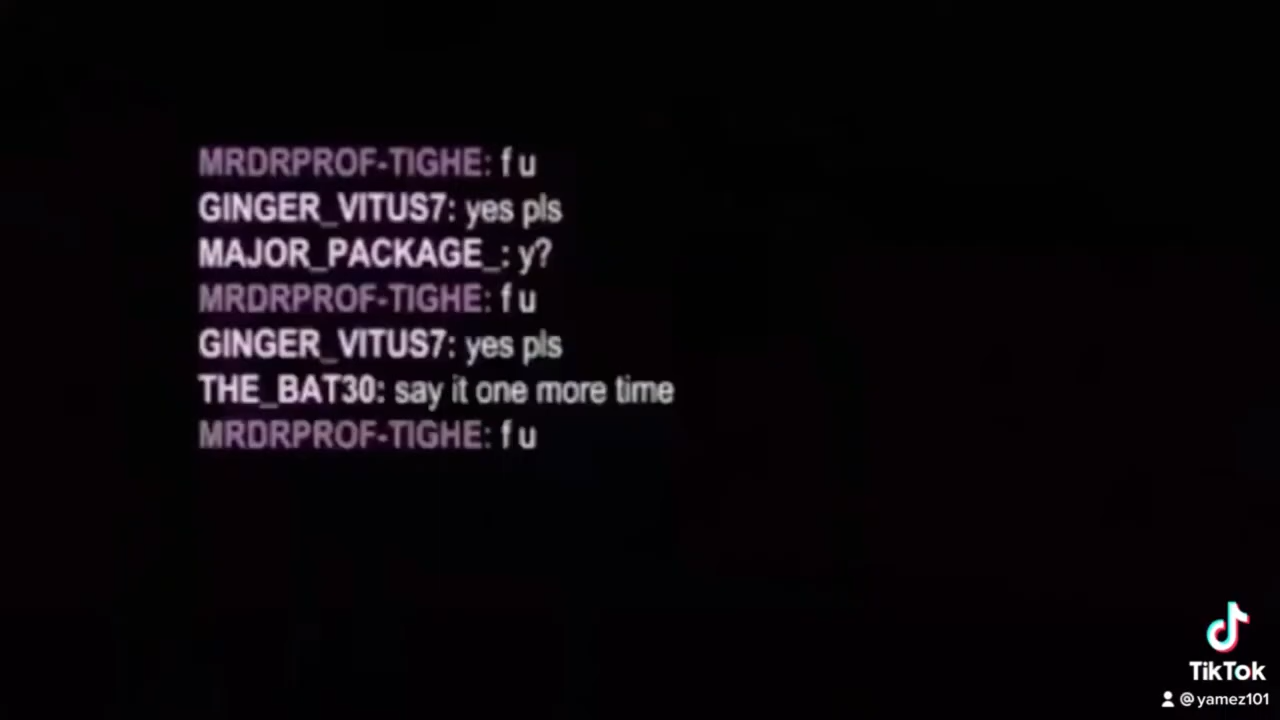 MRDRPROF-TIGHE: f u
GINGER_VITUS7: yes pls
MAJOR_PACKAGE_: y?
MRDRPROF-TIGHE: f u
GINGER_VITUS7: yes pls
THE_BAT30: say it one more time
MRDRPROF-TIGHE: f u
TikTok
@yamez101